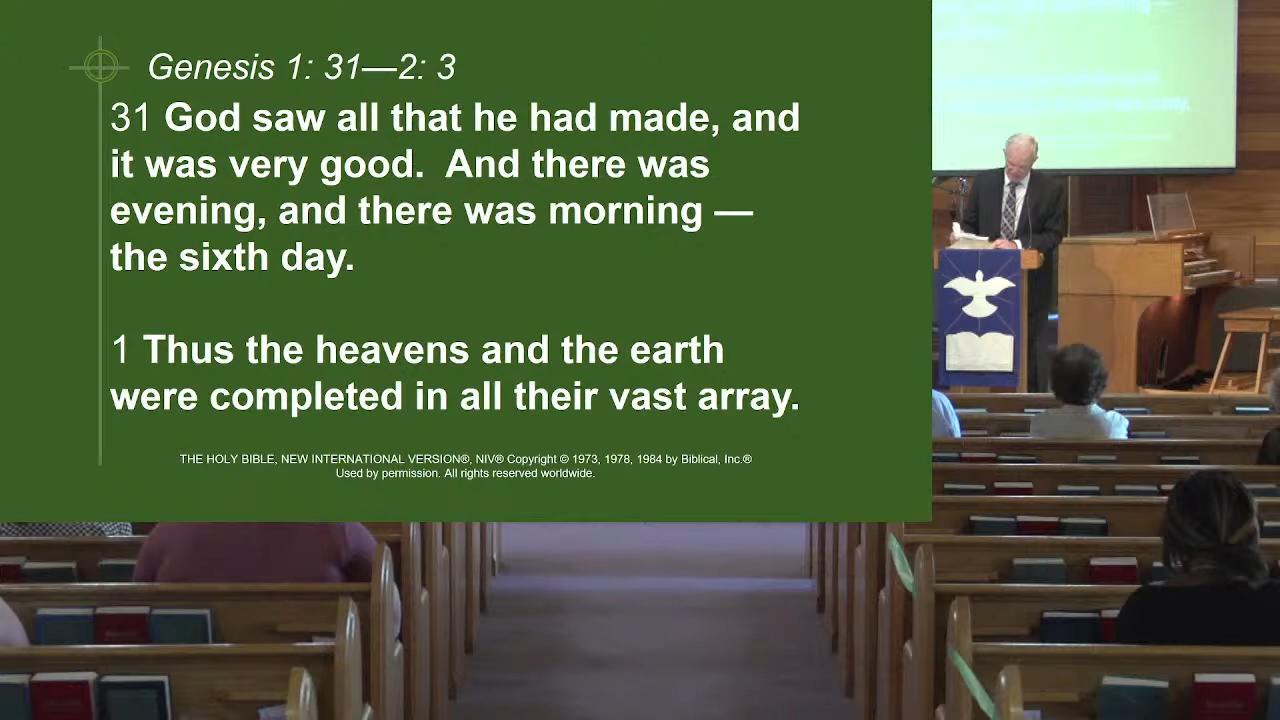 Genesis 1: 31—2: 3
31 God saw all that he had made, and
it was very good.  And there was
evening, and there was morning —
the sixth day.
1 Thus the heavens and the earth
were completed in all their vast array.
THE HOLY BIBLE, NEW INTERNATIONAL VERSION®, NIV® Copyright © 1973, 1978, 1984 by Biblical, Inc.®
Used by permission. All rights reserved worldwide.